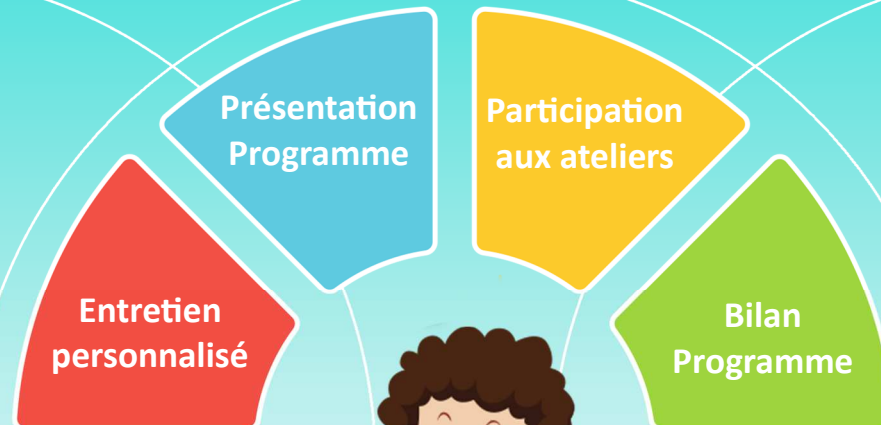 Présentation
Programme
Participation
aux ateliers
Entretien
personnalisé
Bilan
Programme